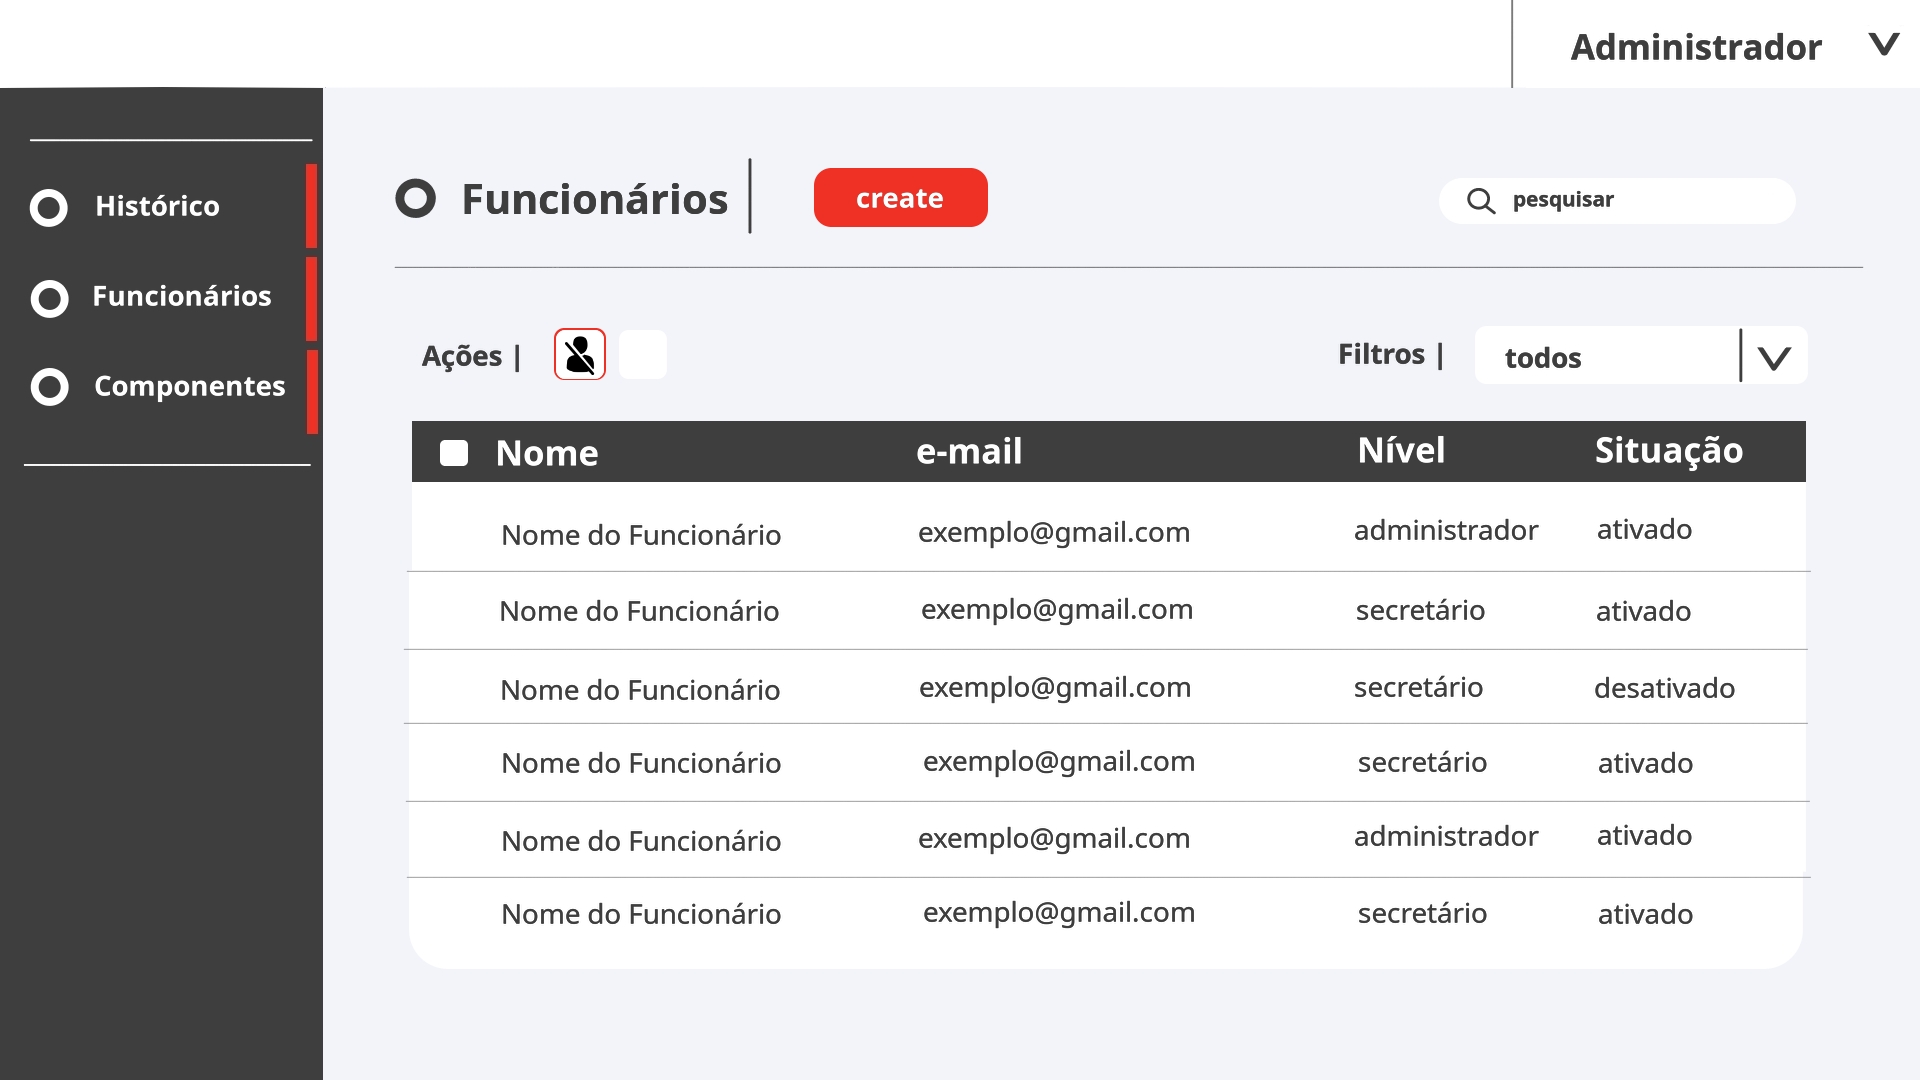 Administrador
Histórico
Funcionários
Componentes
Funcionários |
create
pesquisar
Ações |
Filtros | todos
Nome e-mail Nível Situação
Nome do Funcionário exemplo@gmail.com administrador ativado
Nome do Funcionário exemplo@gmail.com secretário ativado
Nome do Funcionário exemplo@gmail.com secretário desativado
Nome do Funcionário exemplo@gmail.com secretário ativado
Nome do Funcionário exemplo@gmail.com administrador ativado
Nome do Funcionário exemplo@gmail.com secretário ativado